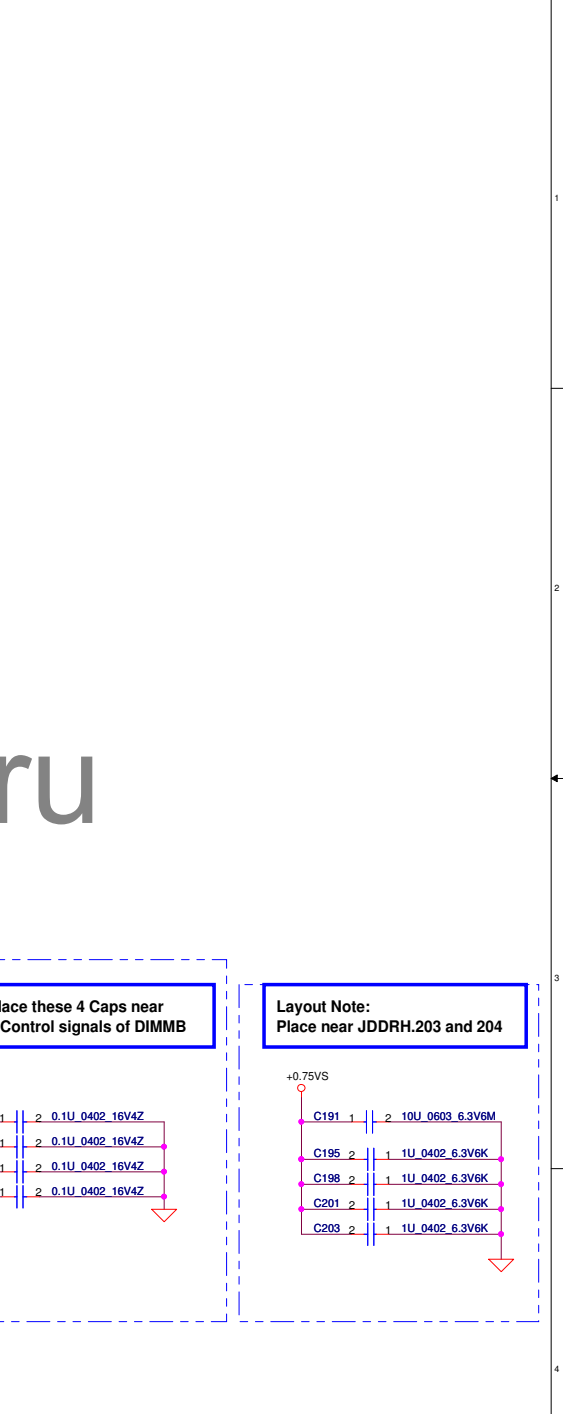 1
2
ru
3
lace these 4 Caps near
Control signals of DIMMB
Layout Note:
Place near JDDRH.203 and 204
+0.75VS
1 2 0.1U_0402_16V4Z
1 2 0.1U_0402_16V4Z
1 2 0.1U_0402_16V4Z
1 2 0.1U_0402_16V4Z
C191 1 2 10U_0603_6.3V6M
C195 2 1 1U_0402_6.3V6K
C198 2 1 1U_0402_6.3V6K
C201 2 1 1U_0402_6.3V6K
C203 2 1 1U_0402_6.3V6K
4